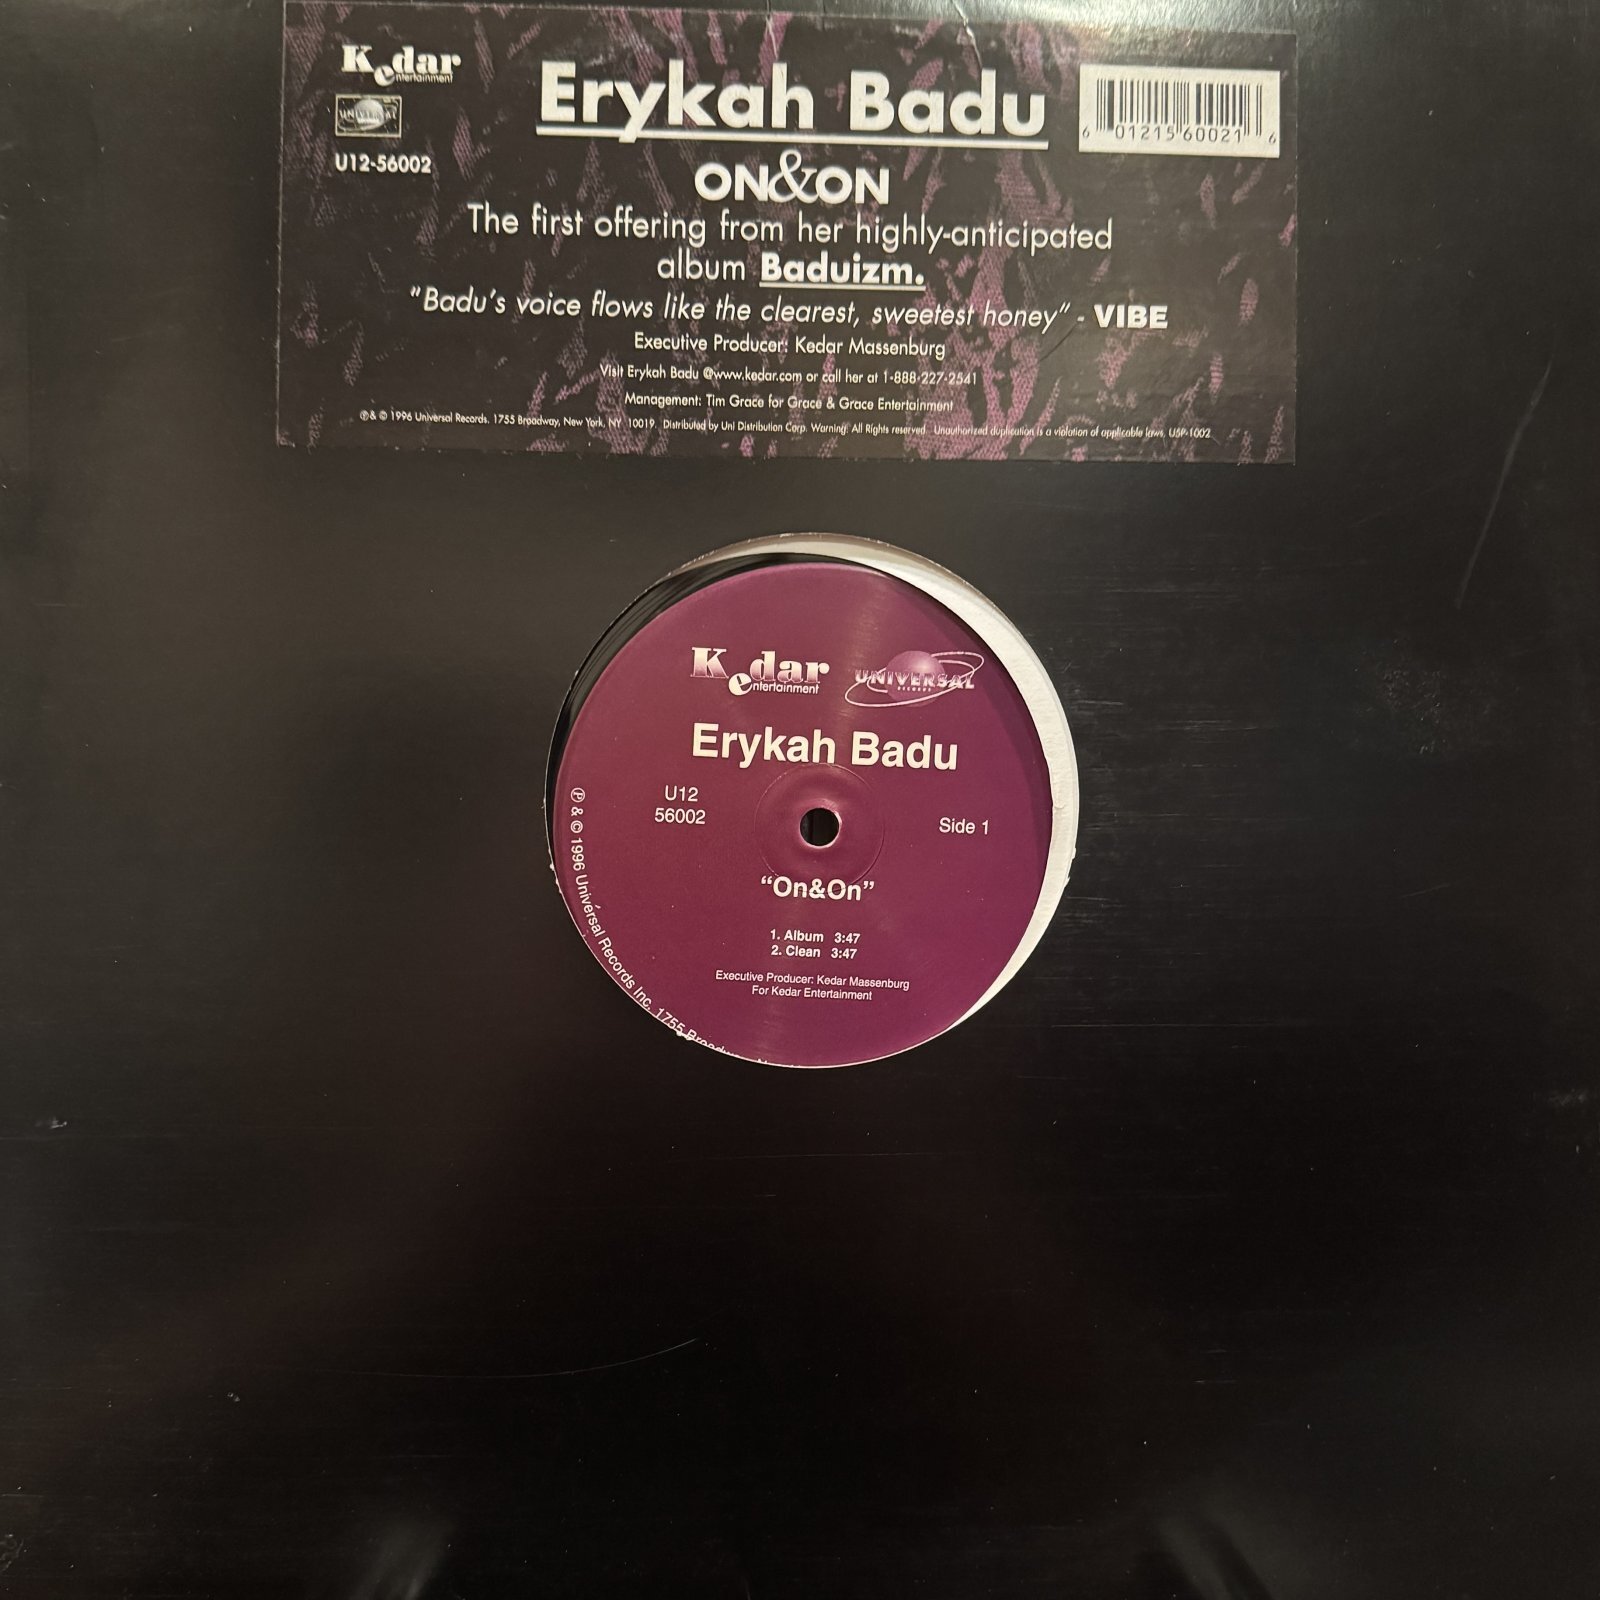 Kedar
entertainment
UNIVERSAL
U12-56002
Erykah Badu
6 01215 60021 6
ON&ON
The first offering from her highly-anticipated
album Baduizm.
"Badu's voice flows like the clearest, sweetest honey" - VIBE
Executive Producer: Kedar Massenburg
Visit Erykah Badu @www.kedar.com or call her at 1-888-227-2541
Management: Tim Grace for Grace & Grace Entertainment
℗& © 1996 Universal Records, 1755 Broadway, New York, NY 10019. Distributed by Uni Distribution Corp. Warning: All Rights reserved. Unauthorized duplication is a violation of applicable laws. USP-1002
Kedar
entertainment
UNIVERSAL
RECORDS
Erykah Badu
U12
56002
Side 1
“On&On”
1. Album 3:47
2. Clean 3:47
Executive Producer: Kedar Massenburg
For Kedar Entertainment
℗ & © 1996 Universal Records Inc. 1755